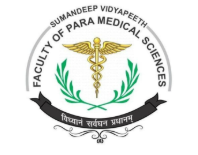 SUMANDEEP VIDYAPEETH
FACULTY OF PARA MEDICAL SCIENCES
विध्यानं सर्वधन प्रधानम्